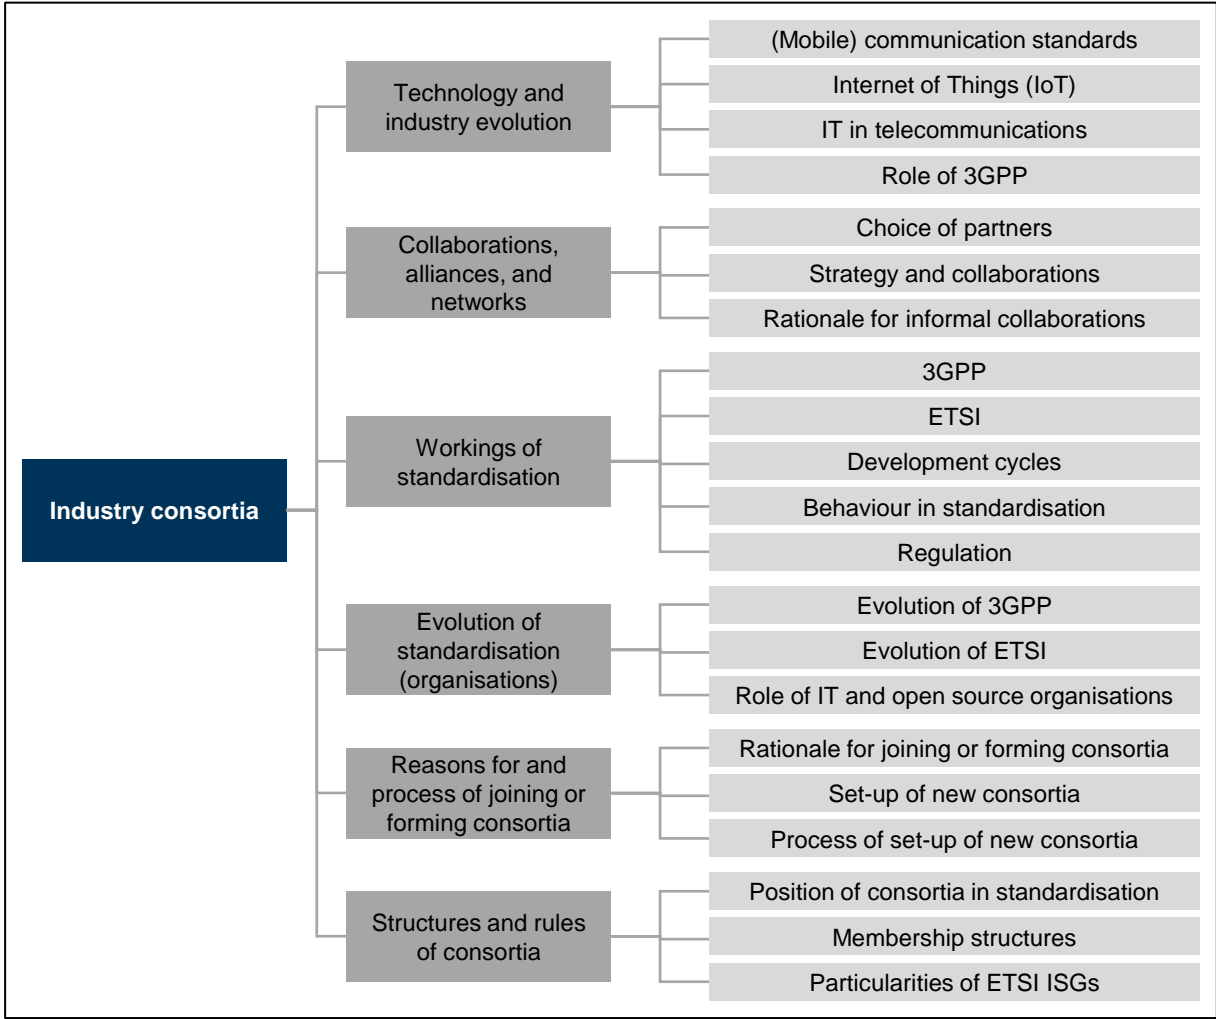 Industry consortia
Technology and
industry evolution
(Mobile) communication standards
Internet of Things (IoT)
IT in telecommunications
Role of 3GPP
Collaborations,
alliances, and
networks
Choice of partners
Strategy and collaborations
Rationale for informal collaborations
Workings of
standardisation
3GPP
ETSI
Development cycles
Behaviour in standardisation
Regulation
Evolution of
standardisation
(organisations)
Evolution of 3GPP
Evolution of ETSI
Role of IT and open source organisations
Reasons for and
process of joining or
forming consortia
Rationale for joining or forming consortia
Set-up of new consortia
Process of set-up of new consortia
Structures and rules
of consortia
Position of consortia in standardisation
Membership structures
Particularities of ETSI ISGs